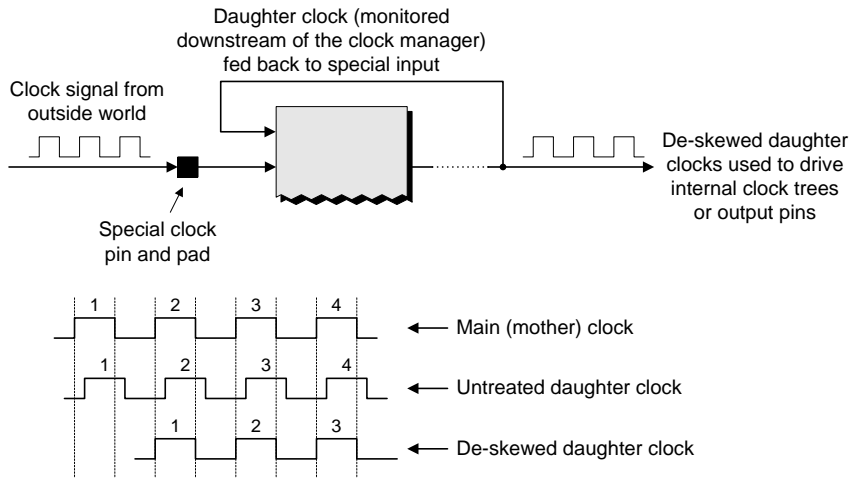 Daughter clock (monitored
downstream of the clock manager)
fed back to special input
Clock signal from
outside world
De-skewed daughter
clocks used to drive
internal clock trees
or output pins
Special clock
pin and pad
1 2 3 4
Main (mother) clock
1 2 3 4
Untreated daughter clock
1 2 3
De-skewed daughter clock